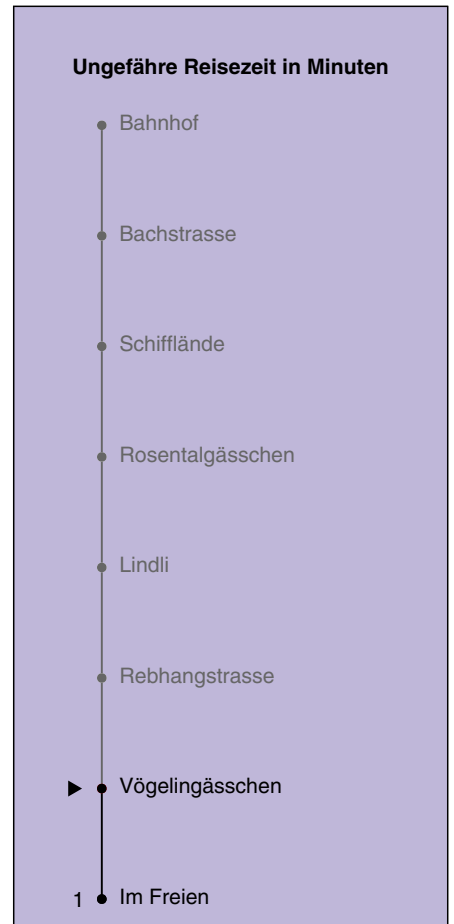 Ungefähre Reisezeit in Minuten
Bahnhof
Bachstrasse
Schifflände
Rosentalgässchen
Lindli
Rebhangstrasse
Vögelingässchen
1 Im Freien